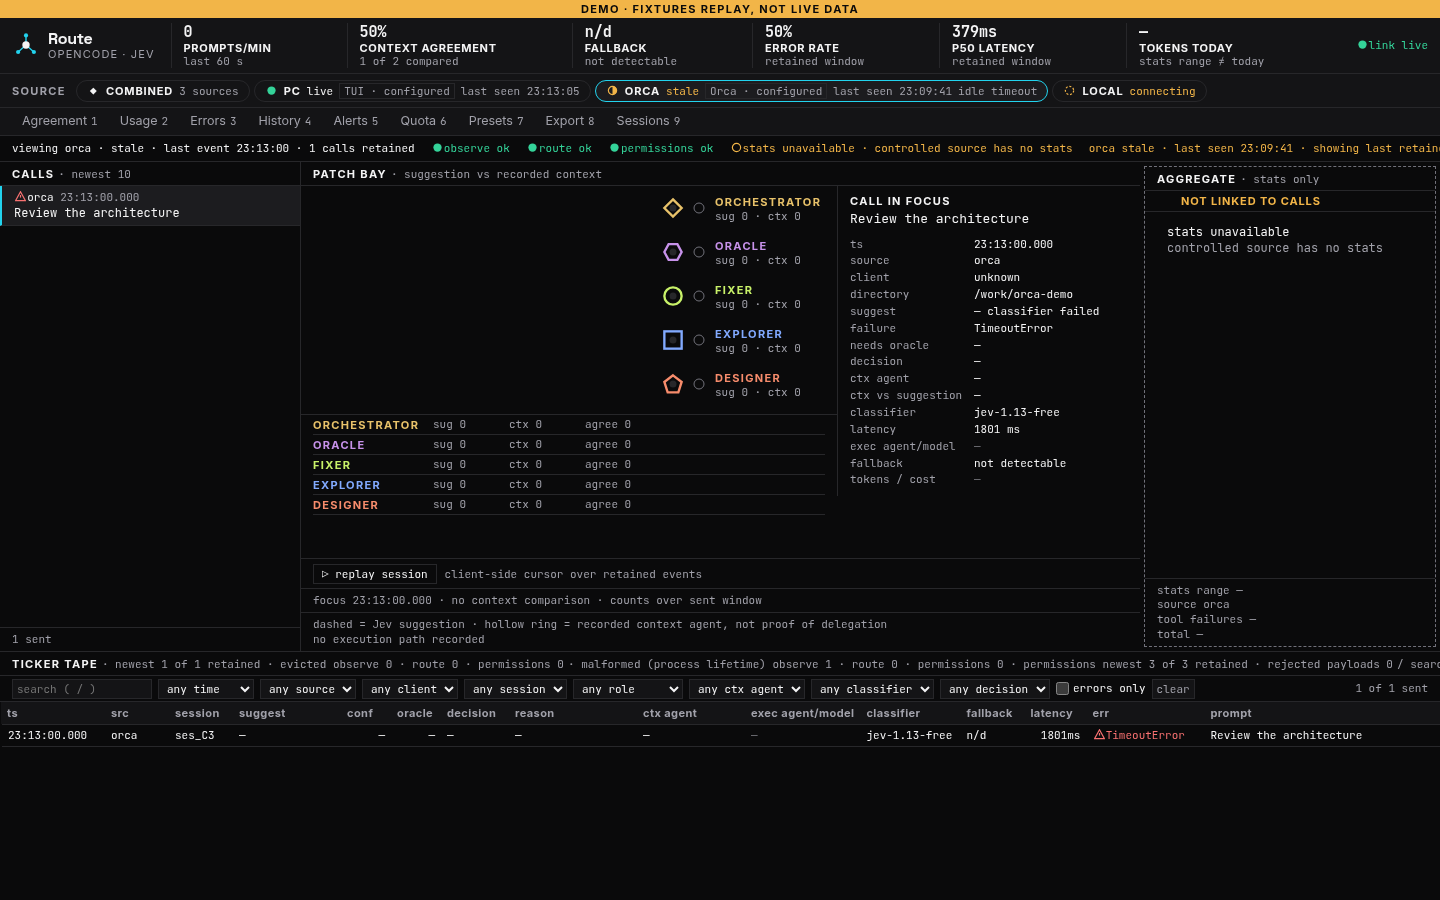 DEMO · FIXTURES REPLAY, NOT LIVE DATA
Route
OPENCODE · JEV
0
PROMPTS/MIN
last 60 s
50%
CONTEXT AGREEMENT
1 of 2 compared
n/d
FALLBACK
not detectable
50%
ERROR RATE
retained window
379ms
P50 LATENCY
retained window
—
TOKENS TODAY
stats range ≠ today
link live
SOURCE
COMBINED 3 sources
PC live TUI · configured last seen 23:13:05
ORCA stale Orca · configured last seen 23:09:41 idle timeout
LOCAL connecting
Agreement 1
Usage 2
Errors 3
History 4
Alerts 5
Quota 6
Presets 7
Export 8
Sessions 9
viewing orca · stale · last event 23:13:00 · 1 calls retained
observe ok
route ok
permissions ok
stats unavailable · controlled source has no stats
orca stale · last seen 23:09:41 · showing last retain
CALLS · newest 10
orca 23:13:00.000
Review the architecture
1 sent
PATCH BAY · suggestion vs recorded context
ORCHESTRATOR
sug 0 · ctx 0
ORACLE
sug 0 · ctx 0
FIXER
sug 0 · ctx 0
EXPLORER
sug 0 · ctx 0
DESIGNER
sug 0 · ctx 0
ORCHESTRATOR sug 0 ctx 0 agree 0
ORACLE sug 0 ctx 0 agree 0
FIXER sug 0 ctx 0 agree 0
EXPLORER sug 0 ctx 0 agree 0
DESIGNER sug 0 ctx 0 agree 0
CALL IN FOCUS
Review the architecture
ts 23:13:00.000
source orca
client unknown
directory /work/orca-demo
suggest — classifier failed
failure TimeoutError
needs oracle —
decision —
ctx agent —
ctx vs suggestion —
classifier jev-1.13-free
latency 1801 ms
exec agent/model —
fallback not detectable
tokens / cost —
▷ replay session client-side cursor over retained events
focus 23:13:00.000 · no context comparison · counts over sent window
dashed = Jev suggestion · hollow ring = recorded context agent, not proof of delegation
no execution path recorded
AGGREGATE · stats only
NOT LINKED TO CALLS
stats unavailable
controlled source has no stats
stats range —
source orca
tool failures —
total —
TICKER TAPE · newest 1 of 1 retained · evicted observe 0 · route 0 · permissions 0 · malformed (process lifetime) observe 1 · route 0 · permissions 0 · permissions newest 3 of 3 retained · rejected payloads 0 / searc
search ( / )
any time
any source
any client
any session
any role
any ctx agent
any classifier
any decision
errors only
clear
1 of 1 sent
ts src session suggest conf oracle decision reason ctx agent exec agent/model classifier fallback latency err prompt
23:13:00.000 orca ses_C3 — — — — — — — jev-1.13-free n/d 1801ms TimeoutError Review the architecture